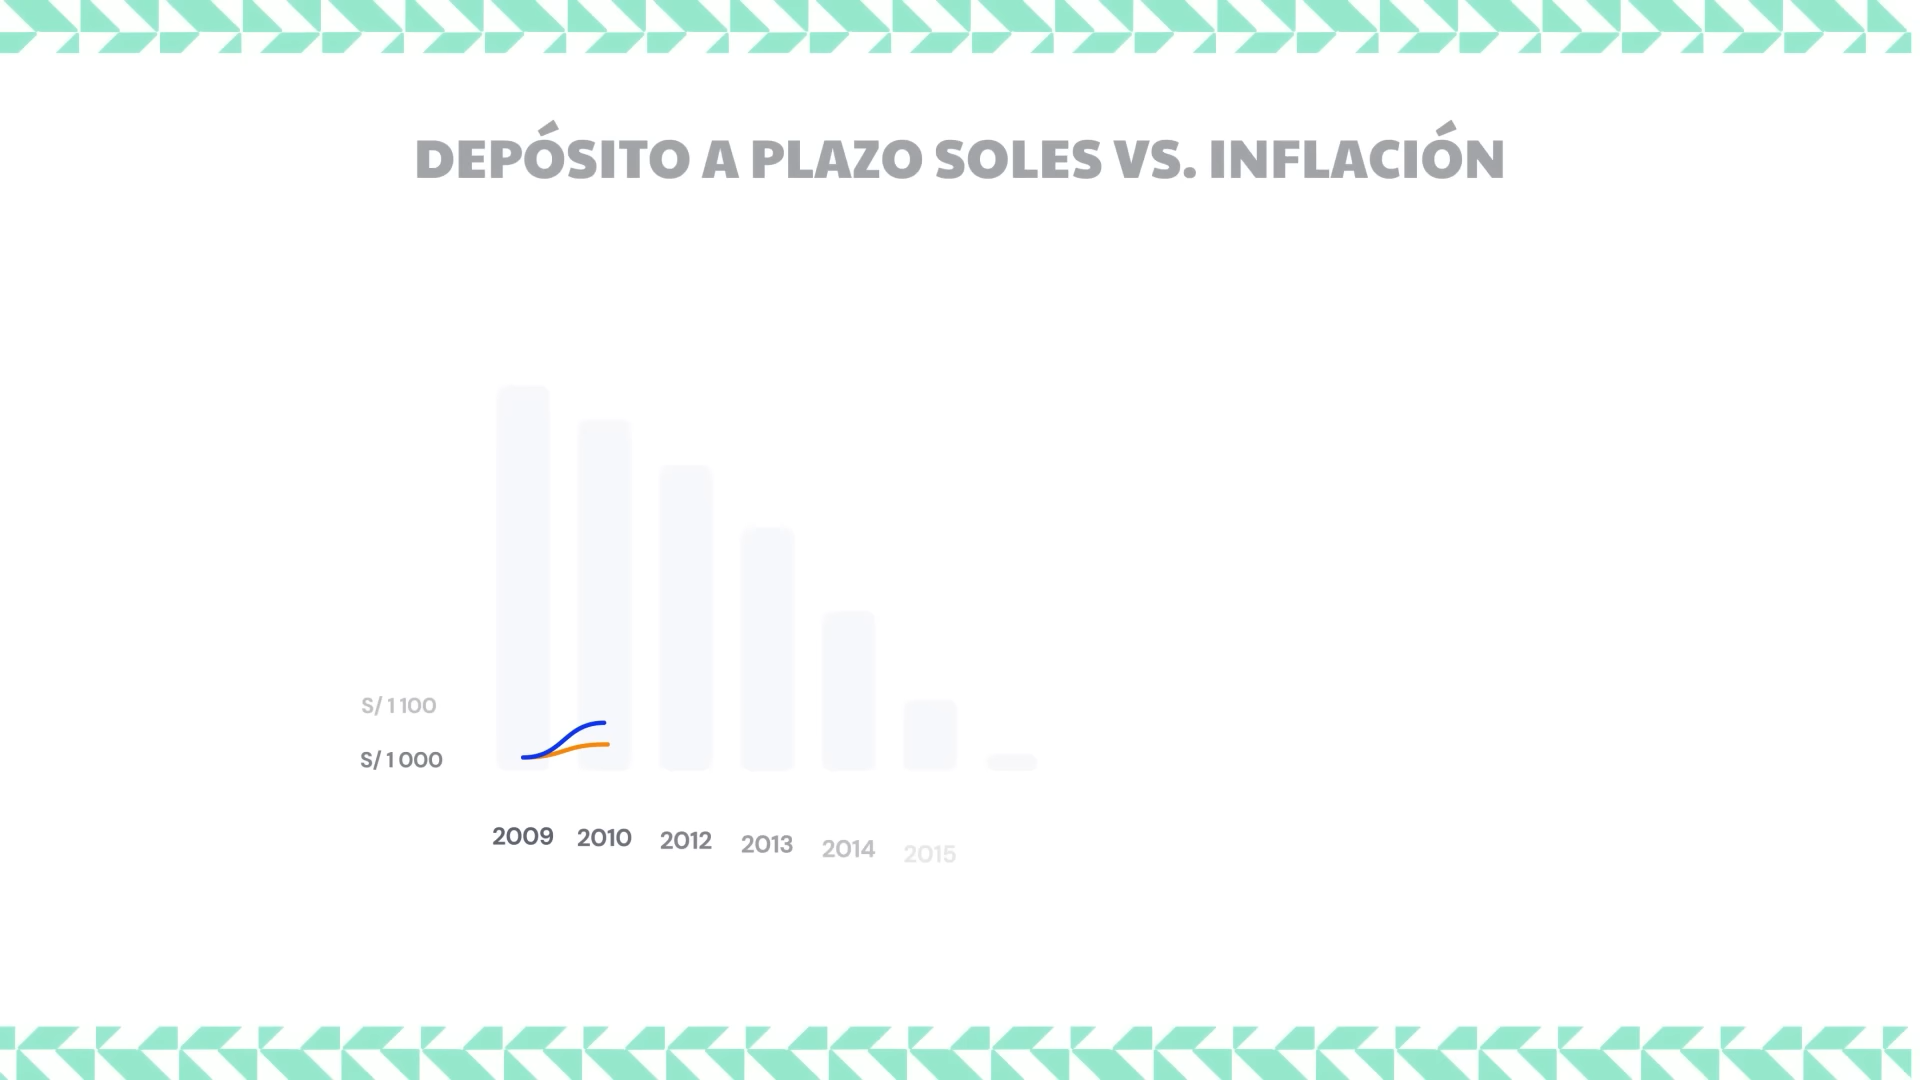 DEPÓSITO A PLAZO SOLES VS. INFLACIÓN
S/ 1 100
S/ 1 000
2009 2010 2012 2013 2014 2015